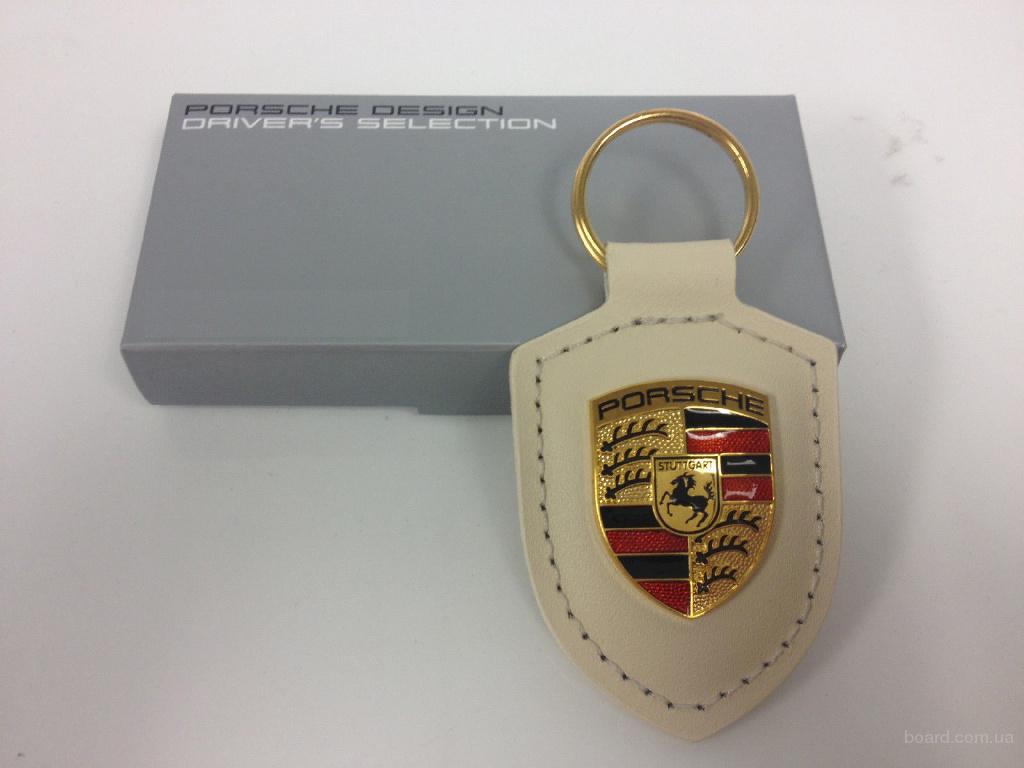 PORSCHE DESIGN
DRIVER'S SELECTION
PORSCHE
STUTTGART
board.com.ua